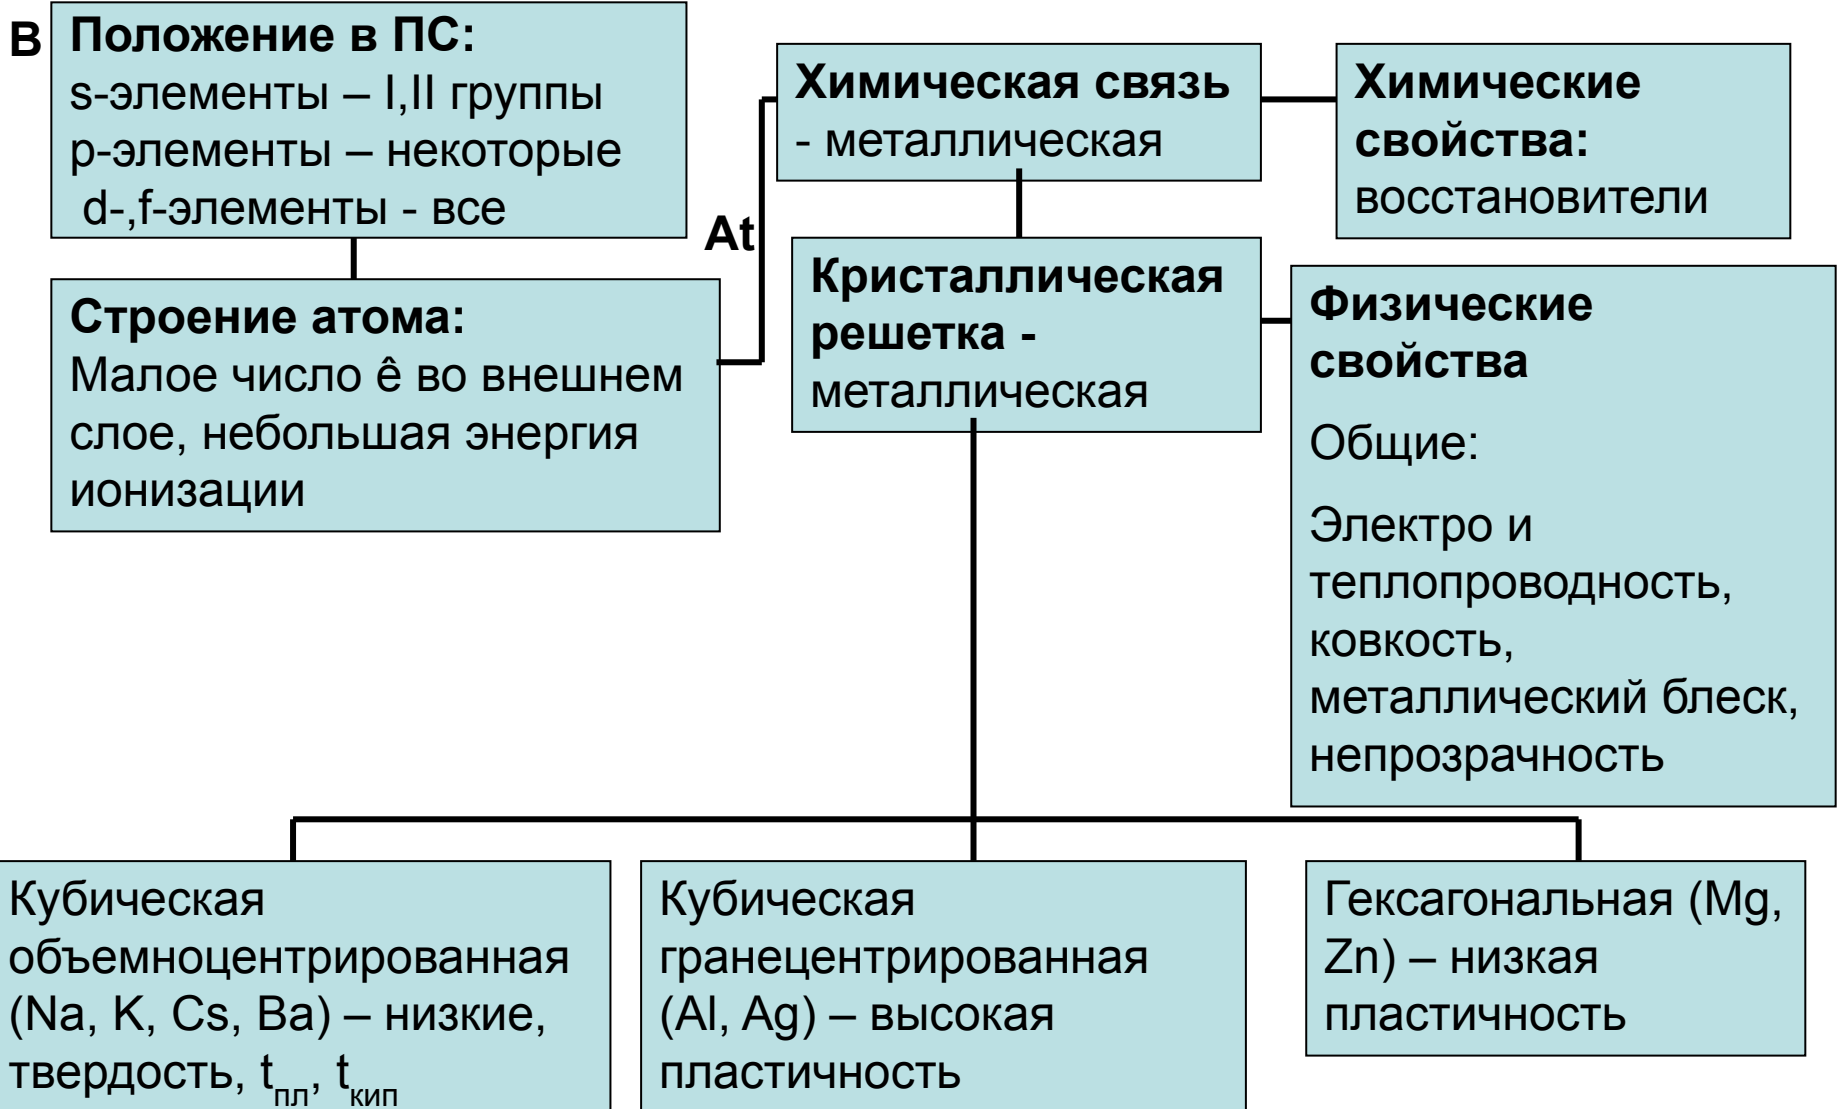 В
Положение в ПС:
s-элементы – I,II группы
р-элементы – некоторые
d-,f-элементы - все
Строение атома:
Малое число ê во внешнем
слое, небольшая энергия
ионизации
At
Химическая связь
- металлическая
Химические
свойства:
восстановители
Кристаллическая
решетка -
металлическая
Физические
свойства
Общие:
Электро и
теплопроводность,
ковкость,
металлический блеск,
непрозрачность
Кубическая
объемноцентрированная
(Na, K, Cs, Ba) – низкие,
твердость, tпл, tкип
Кубическая
гранецентрированная
(Al, Ag) – высокая
пластичность
Гексагональная (Mg,
Zn) – низкая
пластичность